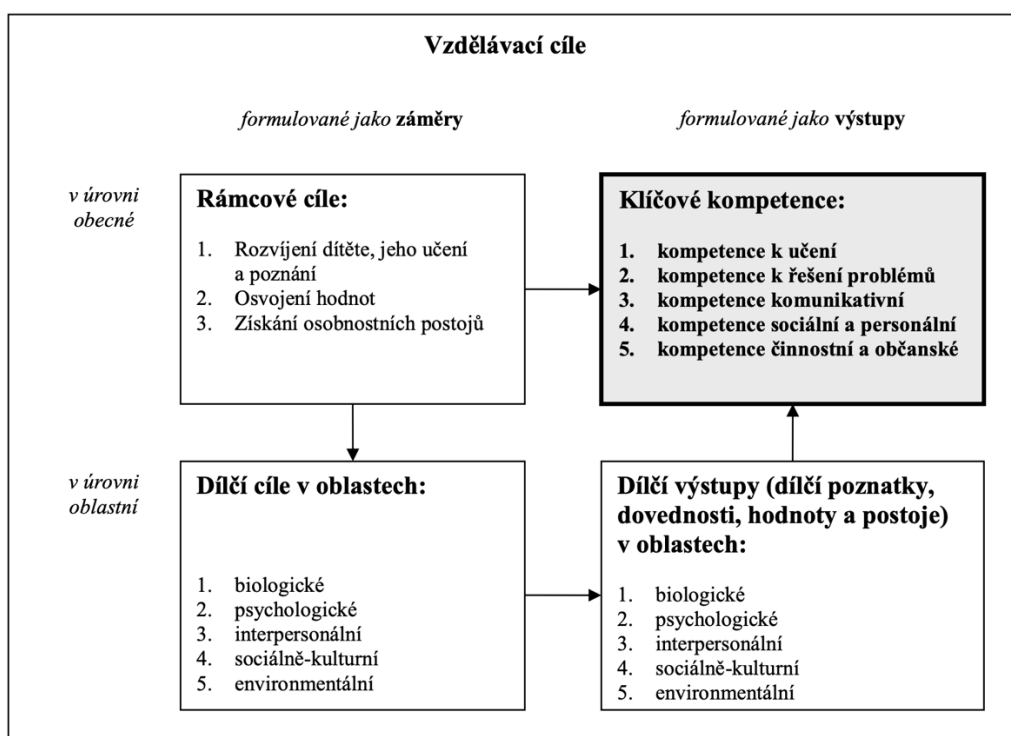 Vzdělávací cíle
formulované jako záměry
formulované jako výstupy
v úrovni
obecné
Rámcové cíle:
1. Rozvíjení dítěte, jeho učení
a poznání
2. Osvojení hodnot
3. Získání osobnostních postojů
Klíčové kompetence:
1. kompetence k učení
2. kompetence k řešení problémů
3. kompetence komunikativní
4. kompetence sociální a personální
5. kompetence činnostní a občanské
v úrovni
oblastní
Dílčí cíle v oblastech:
1. biologické
2. psychologické
3. interpersonální
4. sociálně-kulturní
5. environmentální
Dílčí výstupy (dílčí poznatky,
dovednosti, hodnoty a postoje)
v oblastech:
1. biologické
2. psychologické
3. interpersonální
4. sociálně-kulturní
5. environmentální